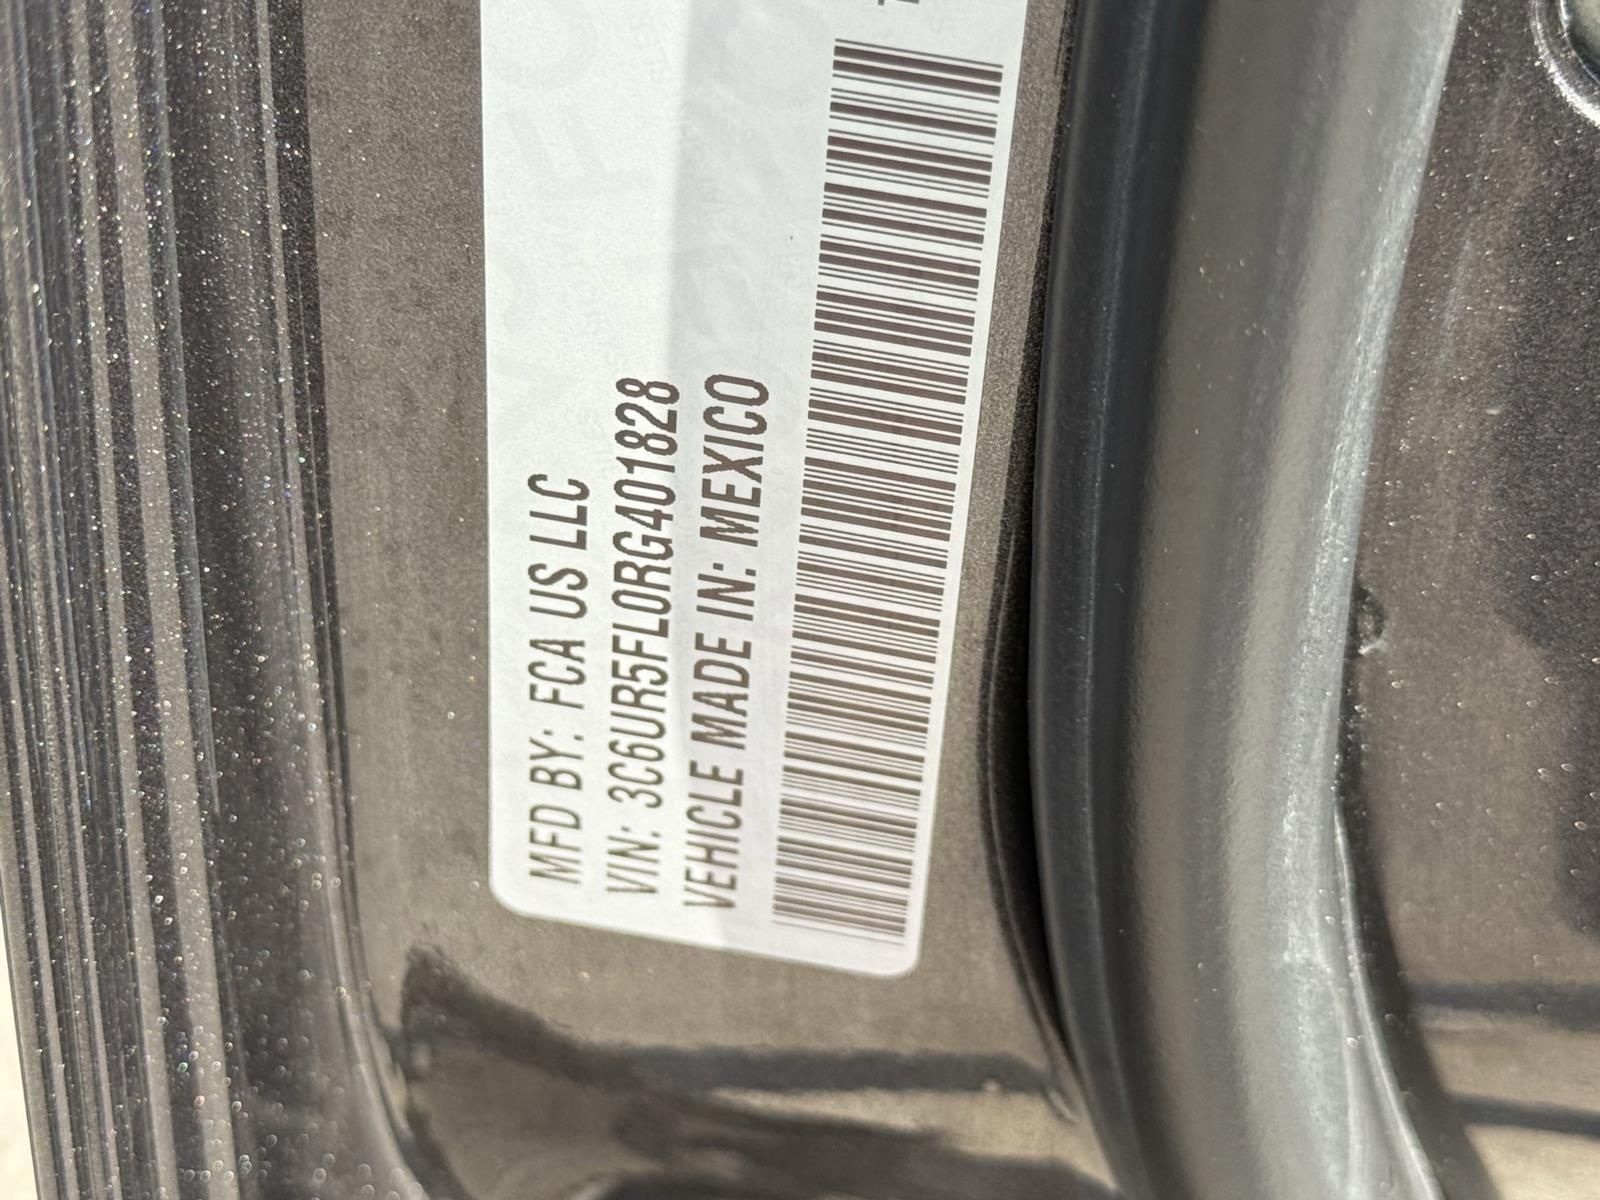 MFD BY: FCA US LLC
VIN: 3C6UR5FL0RG401828
VEHICLE MADE IN: MEXICO